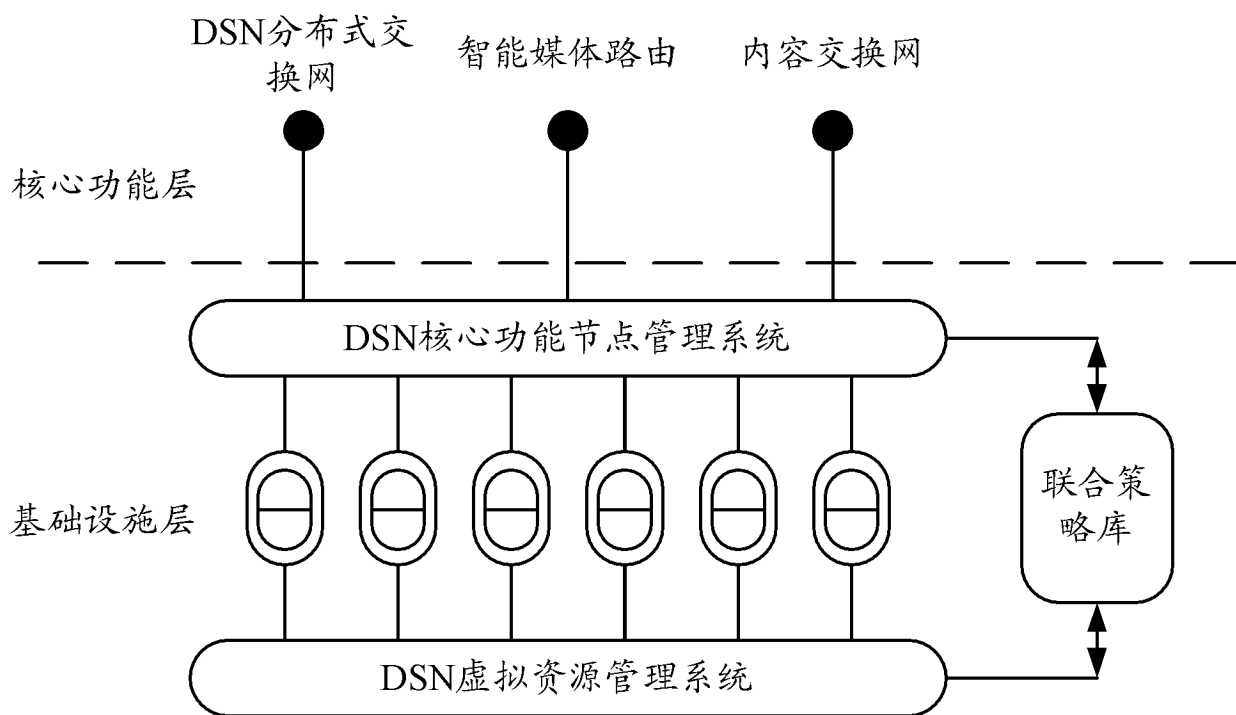 DSN分布式交
换网
智能媒体路由
内容交换网
核心功能层
DSN核心功能节点管理系统
基础设施层
联合策
略库
DSN虚拟资源管理系统